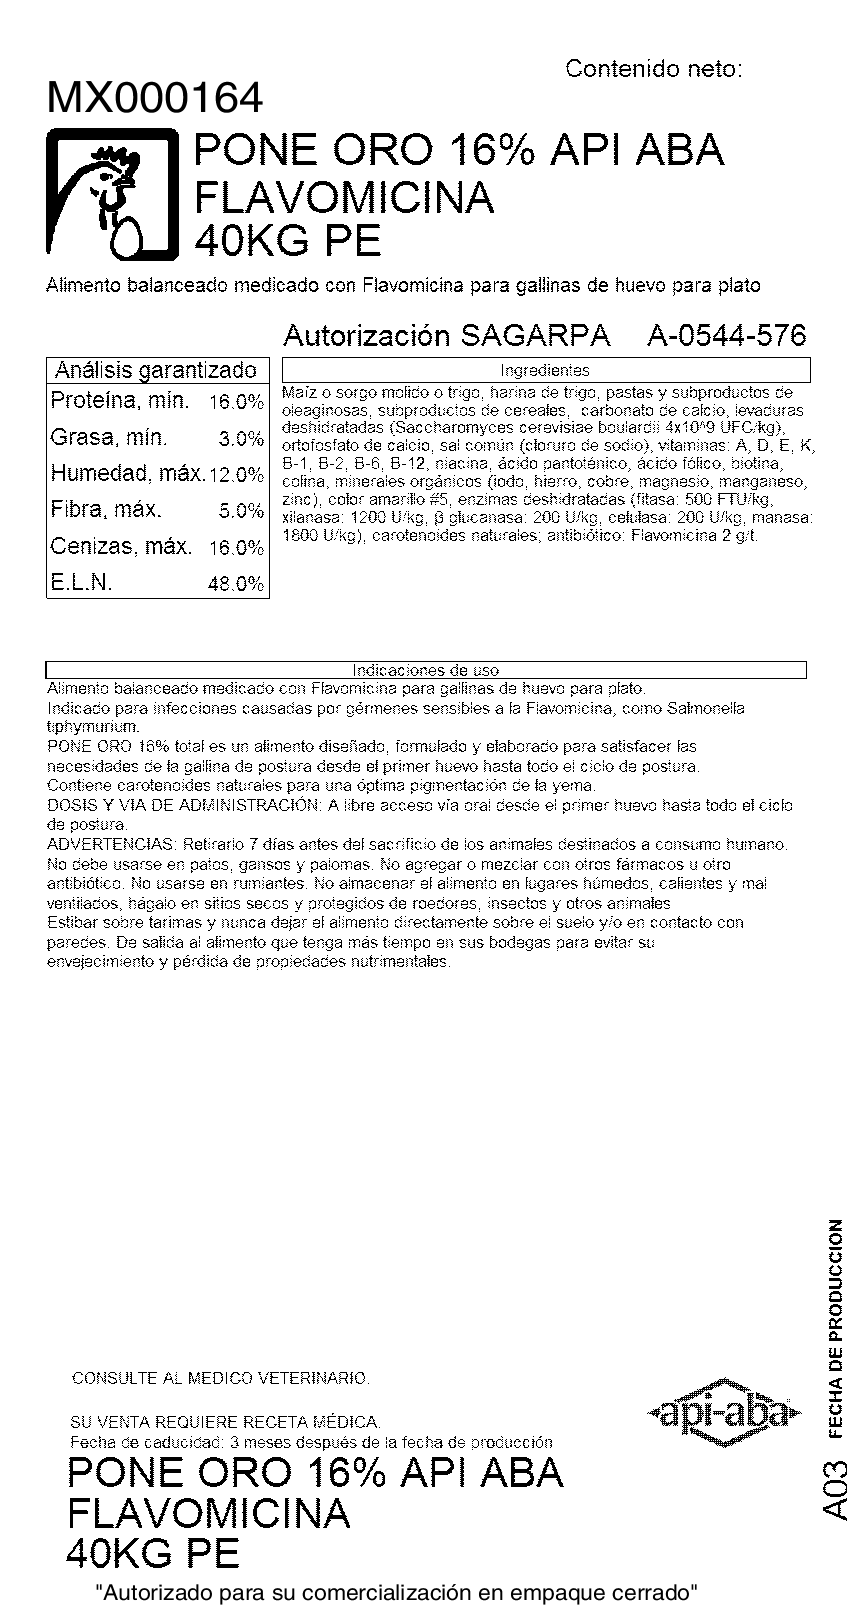 Contenido neto:
MX000164
PONE ORO 16% API ABA
FLAVOMICINA
40KG PE
Alimento balanceado medicado con Flavomicina para gallinas de huevo para plato
Autorización SAGARPA A-0544-576
Análisis garantizado
Proteína, mín. 16.0%
Grasa, mín. 3.0%
Humedad, máx. 12.0%
Fibra, máx. 5.0%
Cenizas, máx. 16.0%
E.L.N. 48.0%
Ingredientes
Maíz o sorgo molido o trigo, harina de trigo, pastas y subproductos de
oleaginosas, subproductos de cereales, carbonato de calcio, levaduras
deshidratadas (Saccharomyces cerevisiae boulardii 4x10^9 UFC/kg),
ortofosfato de calcio, sal común (cloruro de sodio), vitaminas: A, D, E, K,
B-1, B-2, B-6, B-12, niacina, ácido pantoténico, ácido fólico, biotina,
colina, minerales orgánicos (iodo, hierro, cobre, magnesio, manganeso,
zinc), color amarillo #5, enzimas deshidratadas (fitasa: 500 FTU/kg,
xilanasa: 1200 U/kg, β glucanasa: 200 U/kg, celulasa: 200 U/kg, manasa:
1800 U/kg), carotenoides naturales; antibiótico: Flavomicina 2 g/t.
Indicaciones de uso
Alimento balanceado medicado con Flavomicina para gallinas de huevo para plato.
Indicado para infecciones causadas por gérmenes sensibles a la Flavomicina, como Salmonella
tiphymurium.
PONE ORO 16% total es un alimento diseñado, formulado y elaborado para satisfacer las
necesidades de la gallina de postura desde el primer huevo hasta todo el ciclo de postura.
Contiene carotenoides naturales para una óptima pigmentación de la yema.
DOSIS Y VIA DE ADMINISTRACIÓN: A libre acceso vía oral desde el primer huevo hasta todo el ciclo
de postura.
ADVERTENCIAS: Retirarlo 7 días antes del sacrificio de los animales destinados a consumo humano.
No debe usarse en patos, gansos y palomas. No agregar o mezclar con otros fármacos u otro
antibiótico. No usarse en rumiantes. No almacenar el alimento en lugares húmedos, calientes y mal
ventilados, hágalo en sitios secos y protegidos de roedores, insectos y otros animales
Estibar sobre tarimas y nunca dejar el alimento directamente sobre el suelo y/o en contacto con
paredes. De salida al alimento que tenga más tiempo en sus bodegas para evitar su
envejecimiento y pérdida de propiedades nutrimentales.
FECHA DE PRODUCCION
A03
CONSULTE AL MEDICO VETERINARIO.
api-aba
SU VENTA REQUIERE RECETA MÉDICA.
Fecha de caducidad: 3 meses después de la fecha de producción
PONE ORO 16% API ABA
FLAVOMICINA
40KG PE
"Autorizado para su comercialización en empaque cerrado"